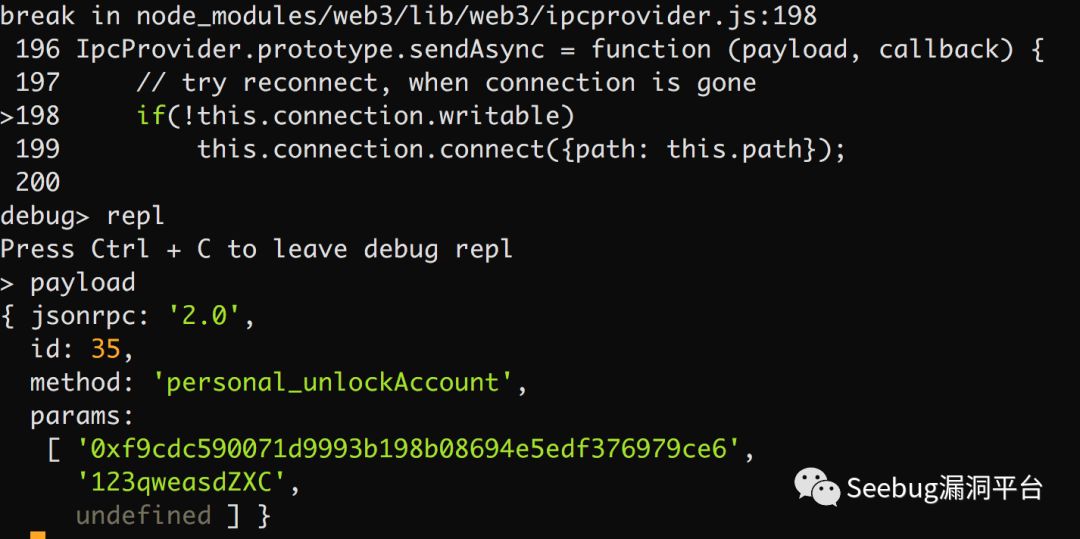 break in node_modules/web3/lib/web3/ipcprovider.js:198
196 IpcProvider.prototype.sendAsync = function (payload, callback) {
197     // try reconnect, when connection is gone
>198     if(!this.connection.writable)
199         this.connection.connect({path: this.path});
200
debug> repl
Press Ctrl + C to leave debug repl
> payload
{ jsonrpc: '2.0',
  id: 35,
  method: 'personal_unlockAccount',
  params:
   [ '0xf9cdc590071d9993b198b08694e5edf376979ce6',
     '123qweasdZXC',
     undefined ] }
Seebug漏洞平台